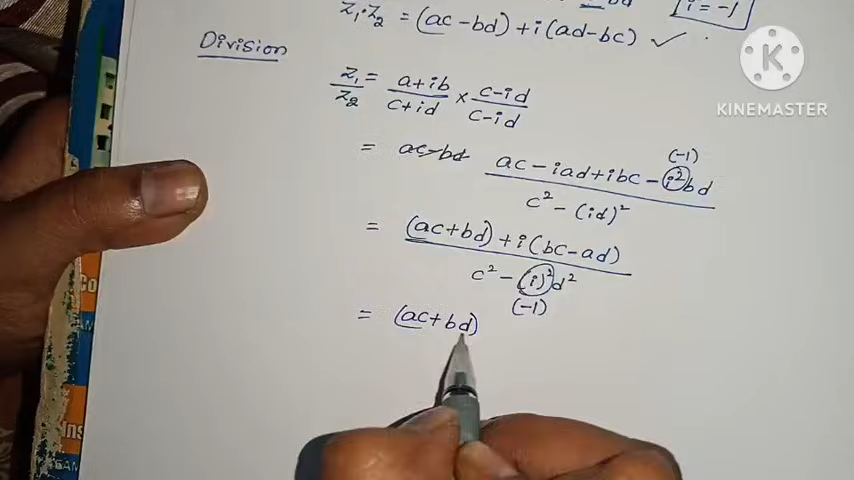 z₁·z₂ = (ac-bd) + i(ad-bc) ✓
i = -1
Division
z₁/z₂ = (a+ib)/(c+id) × (c-id)/(c-id)
(-1)
= ac-bd (ac - iad + ibc - i²bd)/(c² - (id)²)
= ((ac+bd) + i(bc-ad))/(c² - (i)²d²)
(-1)
= (ac+bd)
K
KINEMASTER